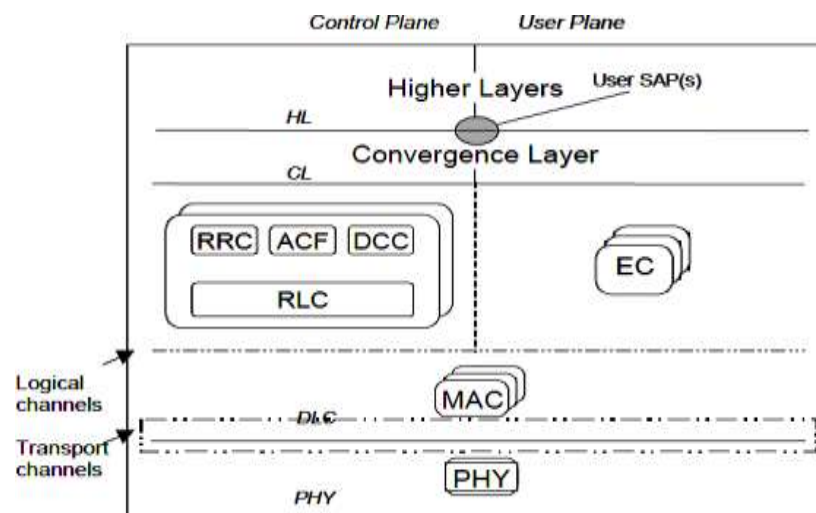 Control Plane
User Plane
User SAP(s)
Higher Layers
HL
Convergence Layer
CL
RRC
ACF
DCC
EC
RLC
Logical
channels
MAC
DLC
Transport
channels
PHY
PHY